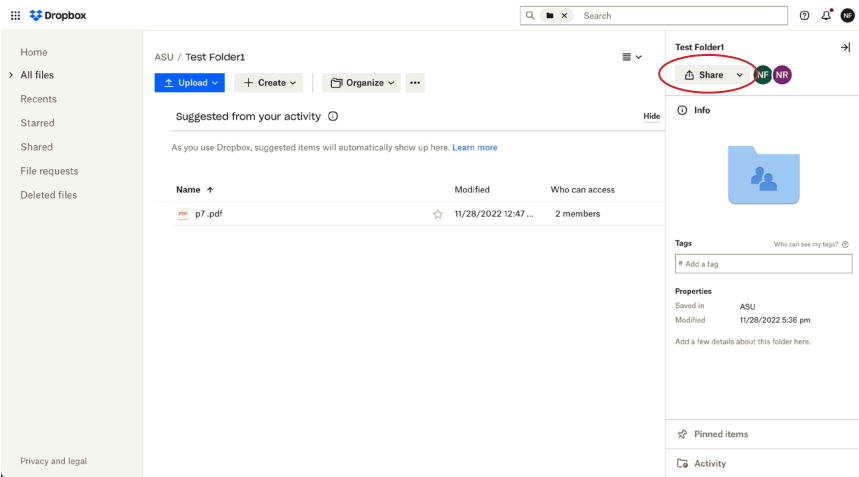 Dropbox
Search
NF
Home
All files
Recents
Starred
Shared
File requests
Deleted files
Privacy and legal
ASU / Test Folder1
Upload
Create
Organize
Suggested from your activity
Hide
As you use Dropbox, suggested items will automatically show up here. Learn more
Name Modified Who can access
PDF p7 .pdf 11/28/2022 12:47 ... 2 members
Test Folder1
Share NF NR
Info
Tags Who can see my tags?
# Add a tag
Properties
Saved in ASU
Modified 11/28/2022 5:36 pm
Add a few details about this folder here.
Pinned items
Activity